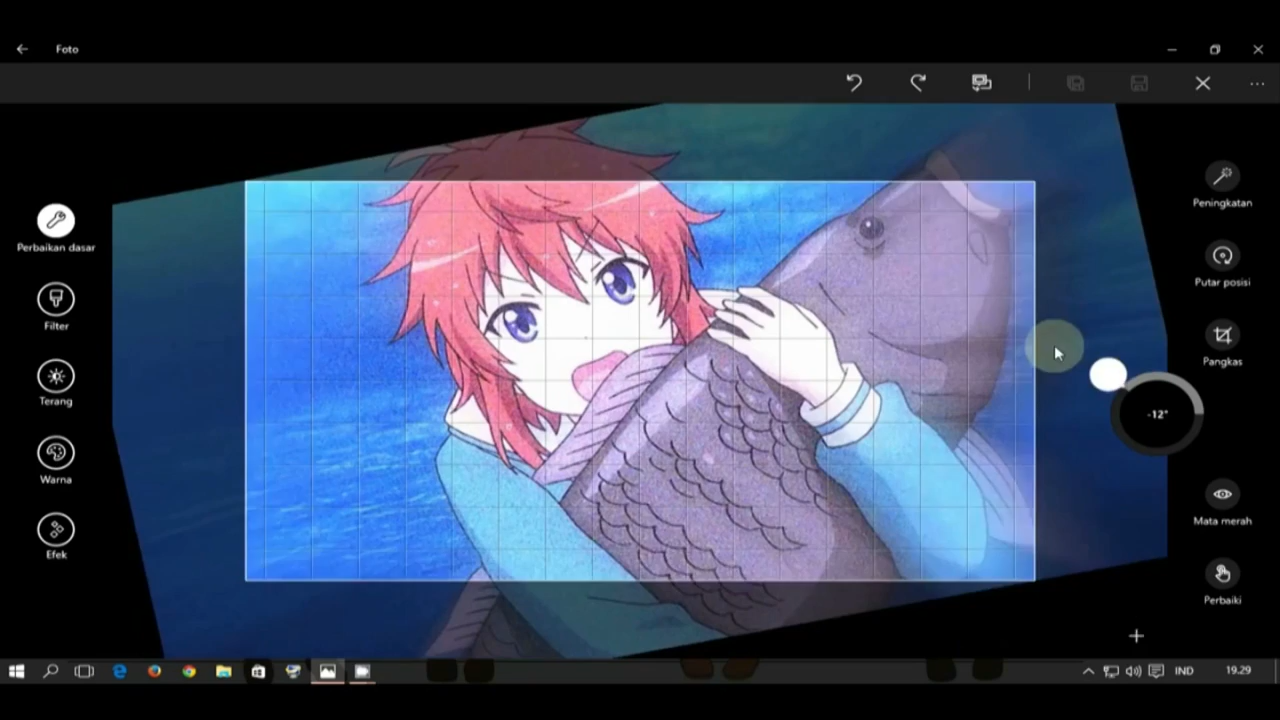 Foto
Perbaikan dasar
Filter
Terang
Warna
Efek
Peningkatan
Putar posisi
Pangkas
-12°
Mata merah
Perbaiki
IND
19.29